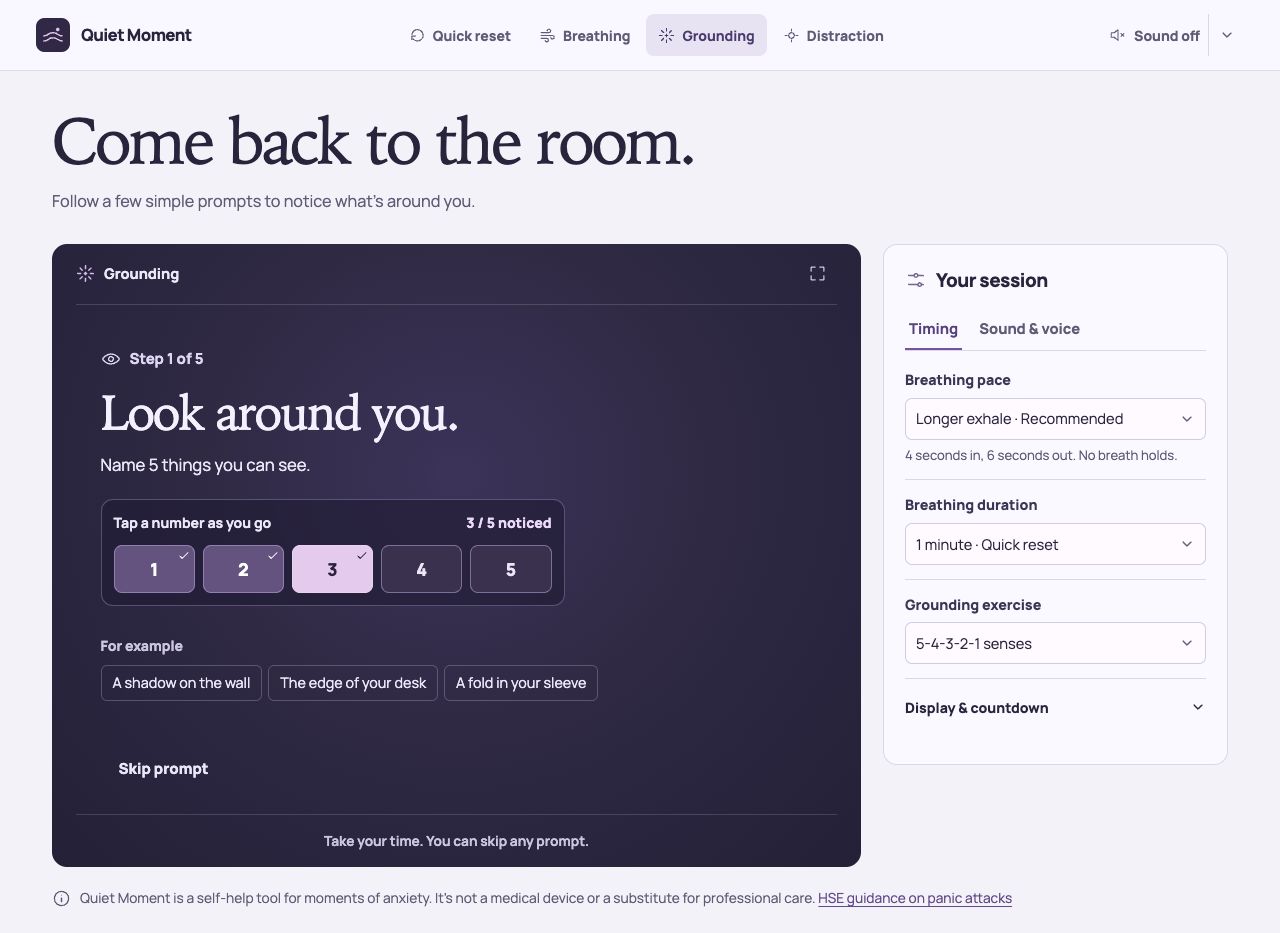 Quiet Moment
Quick reset
Breathing
Grounding
Distraction
Sound off
Come back to the room.
Follow a few simple prompts to notice what's around you.
Grounding
Step 1 of 5
Look around you.
Name 5 things you can see.
Tap a number as you go
3 / 5 noticed
1 2 3 4 5
For example
A shadow on the wall
The edge of your desk
A fold in your sleeve
Skip prompt
Take your time. You can skip any prompt.
Your session
Timing
Sound & voice
Breathing pace
Longer exhale · Recommended
4 seconds in, 6 seconds out. No breath holds.
Breathing duration
1 minute · Quick reset
Grounding exercise
5-4-3-2-1 senses
Display & countdown
Quiet Moment is a self-help tool for moments of anxiety. It's not a medical device or a substitute for professional care. HSE guidance on panic attacks